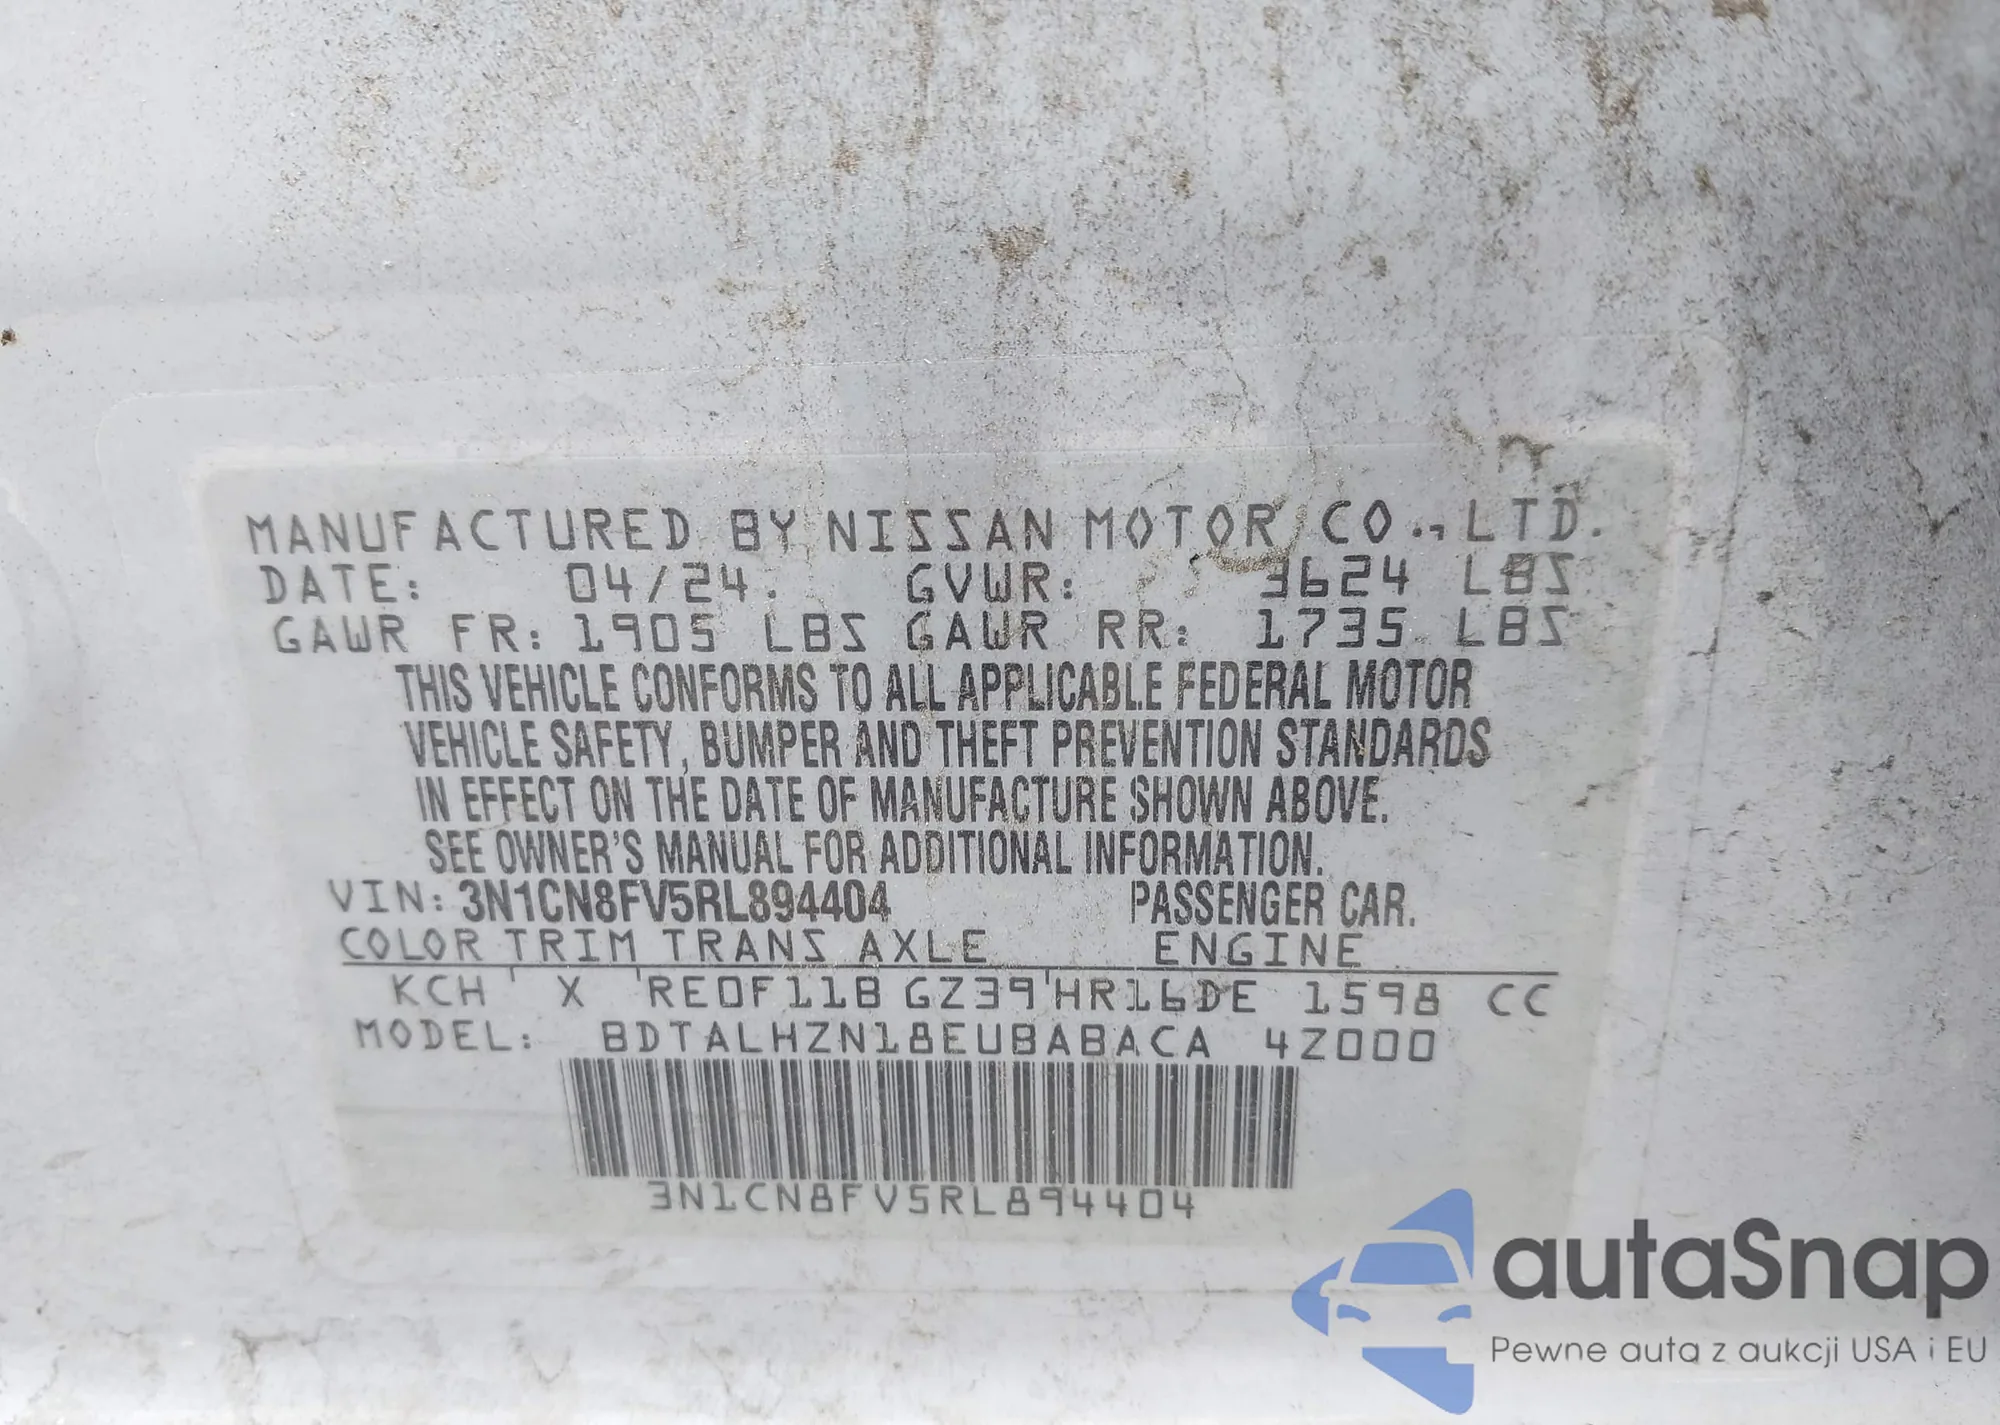 MANUFACTURED BY NISSAN MOTOR CO., LTD.
DATE: 04/24. GVWR: 3624 LBS
GAWR FR: 1905 LBS GAWR RR: 1735 LBS
THIS VEHICLE CONFORMS TO ALL APPLICABLE FEDERAL MOTOR
VEHICLE SAFETY, BUMPER AND THEFT PREVENTION STANDARDS
IN EFFECT ON THE DATE OF MANUFACTURE SHOWN ABOVE.
SEE OWNER'S MANUAL FOR ADDITIONAL INFORMATION.
VIN: 3N1CN8FV5RL894404 PASSENGER CAR.
COLOR TRIM TRANS AXLE ENGINE
KCH X RE0F11B GZ39 HR16DE 1598 CC
MODEL: BDTALHZN18EUBABACA 4Z000
3N1CN8FV5RL894404
autaSnap
Pewne auta z aukcji USA i EU